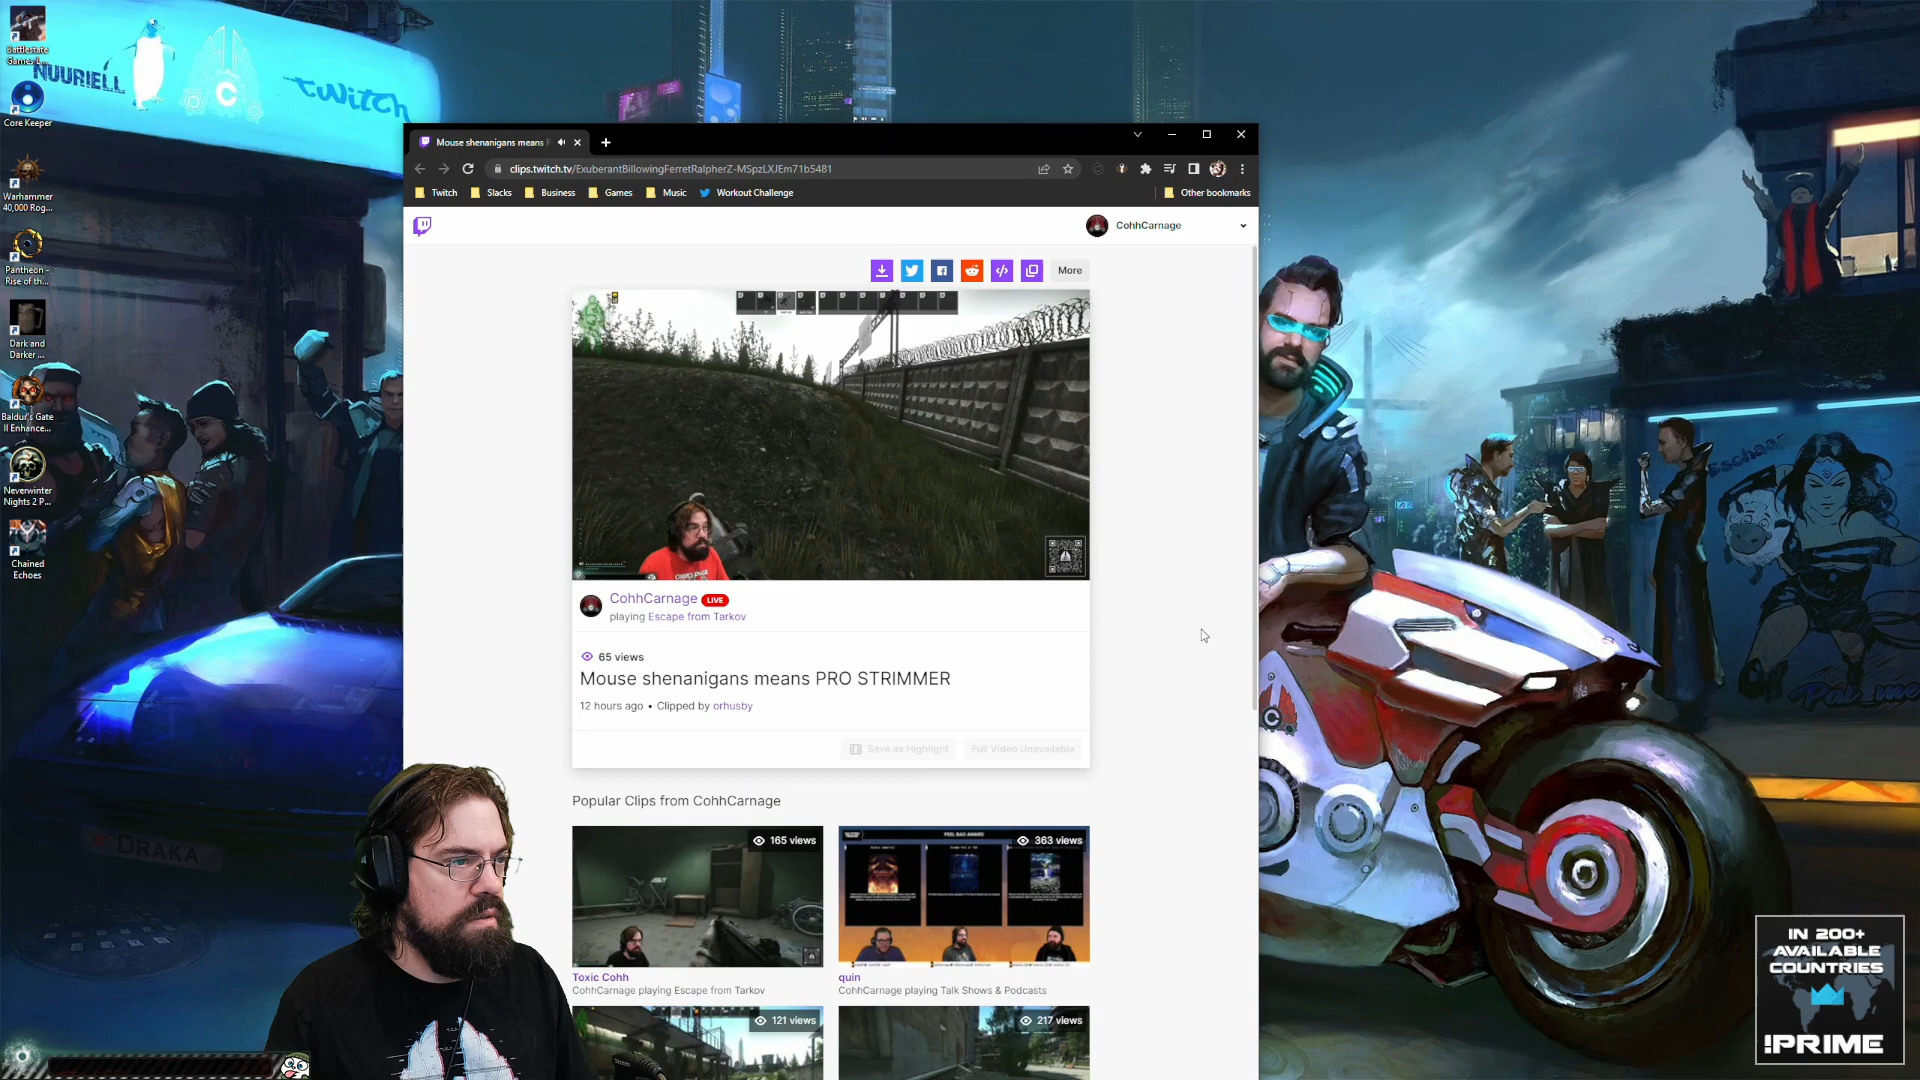 Battlestate
Games L...
NUURIELL
twitch
Core Keeper
Warhammer
40,000 Rog...
Pantheon -
Rise of th...
Dark and
Darker ...
Baldur's Gate
II Enhance...
Neverwinter
Nights 2 P...
Chained
Echoes
DRAKA
Mouse shenanigans means
clips.twitch.tv/ExuberantBillowingFerretRalpherZ-MSpzLXJEm71b5481
Twitch
Slacks
Business
Games
Music
Workout Challenge
Other bookmarks
CohhCarnage
More
CohhCarnage LIVE
playing Escape from Tarkov
65 views
Mouse shenanigans means PRO STRIMMER
12 hours ago • Clipped by orhusby
Save as Highlight
Full Video Unavailable
Popular Clips from CohhCarnage
165 views
FEEL BAD AWARD
363 views
Toxic Cohh
CohhCarnage playing Escape from Tarkov
quin
CohhCarnage playing Talk Shows & Podcasts
121 views
217 views
Eschaar
IN 200+
AVAILABLE
COUNTRIES
!PRIME